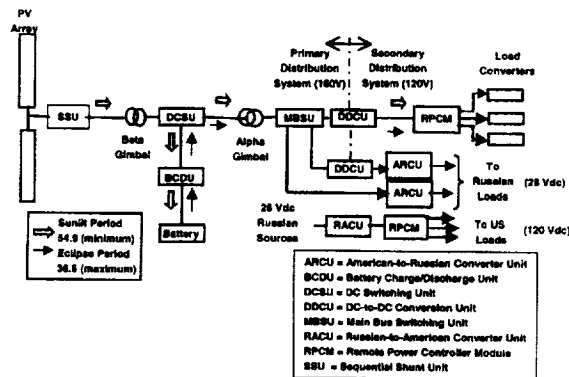 PV
Array
Primary
Distribution
System (160V)
Secondary
Distribution
System (120V)
Load
Converters
SSU
DCSU
MBSU
DDCU
RPCM
Beta
Gimbal
Alpha
Gimbal
DDCU
ARCU
ARCU
To
Russian
Loads
(28 Vdc)
BCDU
Battery
28 Vdc
Russian
Sources
RACU
RPCM
To US
Loads
(120 Vdc)
Sunlit Period
54.9 (minimum)
Eclipse Period
36.6 (maximum)
ARCU = American-to-Russian Converter Unit
BCDU = Battery Charge/Discharge Unit
DCSU = DC Switching Unit
DDCU = DC-to-DC Conversion Unit
MBSU = Main Bus Switching Unit
RACU = Russian-to-American Converter Unit
RPCM = Remote Power Controller Module
SSU = Sequential Shunt Unit